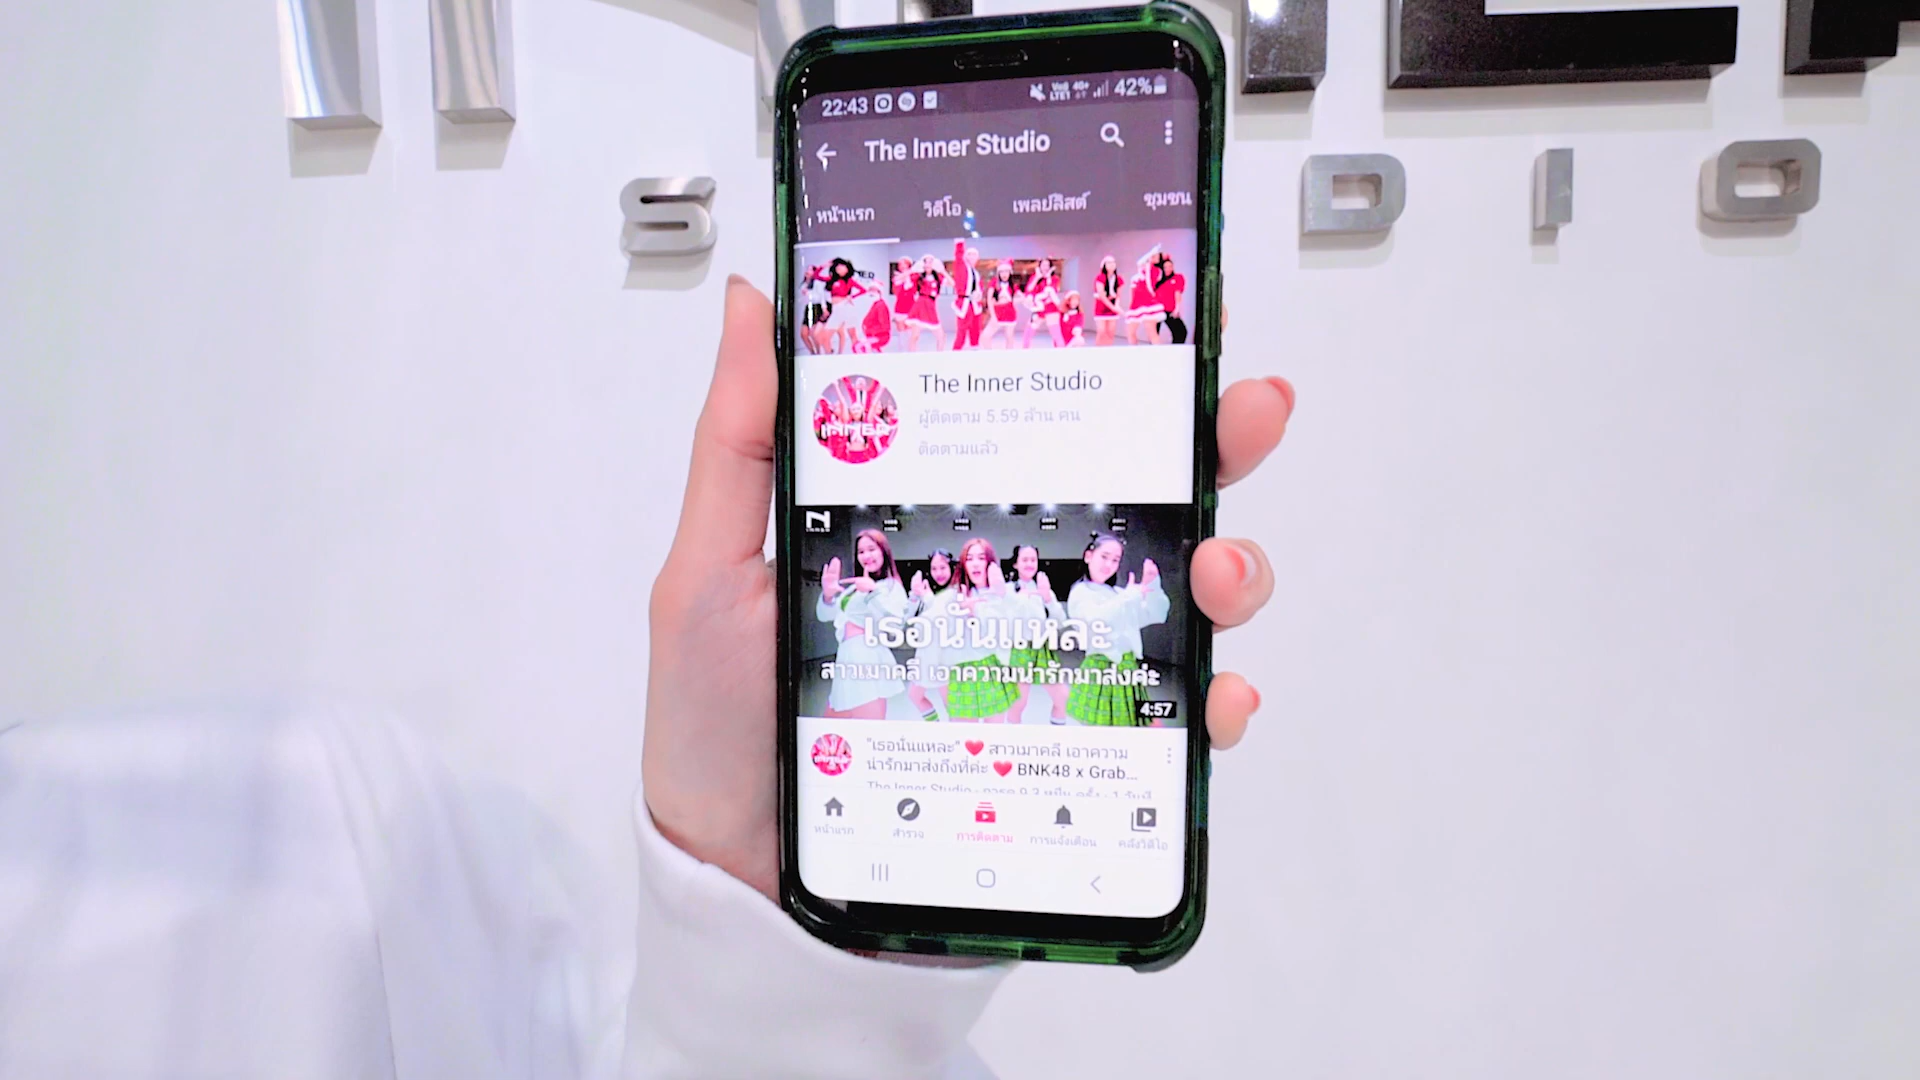 22:43 42%
The Inner Studio
หน้าแรก วิดีโอ เพลย์ลิสต์ ชุมชน
The Inner Studio
ผู้ติดตาม 5.59 ล้าน คน
ติดตามแล้ว
INNER
เธอนั่นแหละ
สาวเมาคลี เอาความน่ารักมาส่งค่ะ
4:57
"เธอนั่นแหละ" ❤️ สาวเมาคลี เอาความ
น่ารักมาส่งถึงที่ค่ะ ❤️ BNK48 x Grab...
The Inner Studio
หน้าแรก สำรวจ การติดตาม การแจ้งเตือน คลังวิดีโอ
S DIO